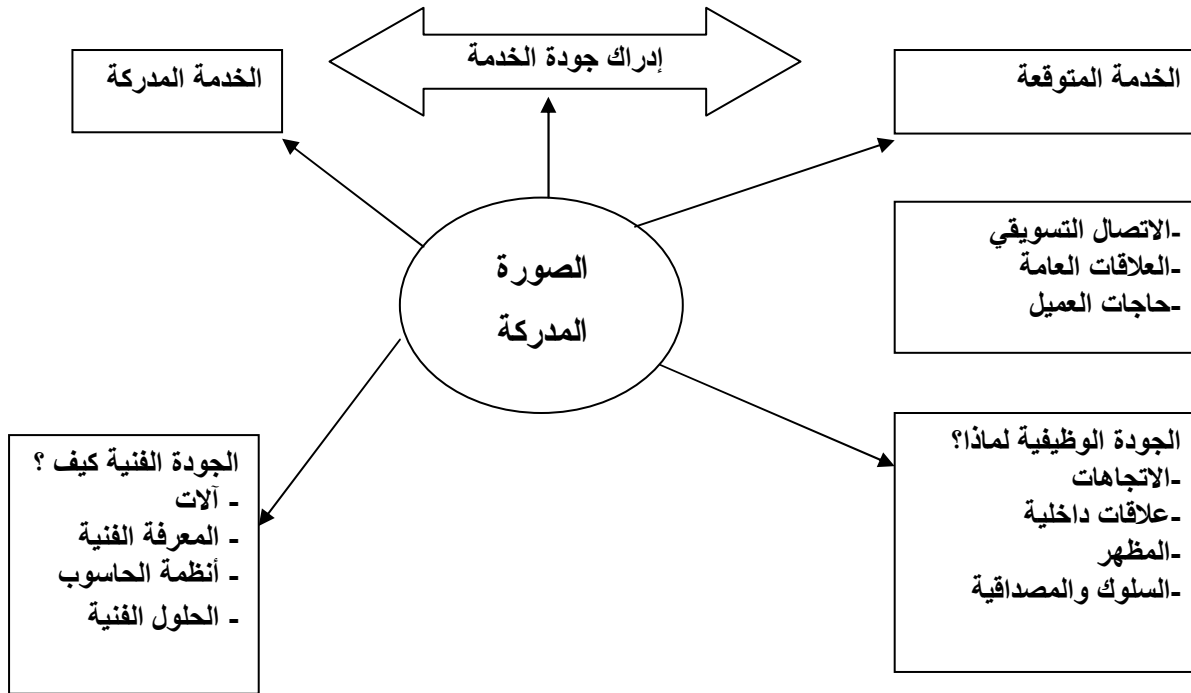 إدراك جودة الخدمة
الخدمة المتوقعة
الخدمة المدركة
-الاتصال التسويقي
-العلاقات العامة
-حاجات العميل
الصورة
المدركة
الجودة الوظيفية لماذا؟
-الاتجاهات
-علاقات داخلية
-المظهر
-السلوك والمصداقية
الجودة الفنية كيف ؟
- آلات
- المعرفة الفنية
- أنظمة الحاسوب
- الحلول الفنية